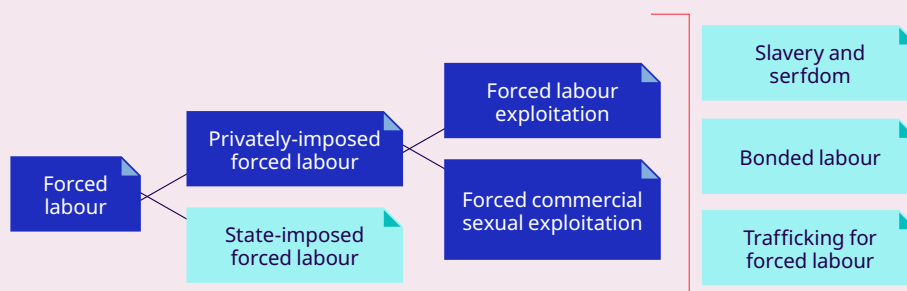 Forced
labour
Privately-imposed
forced labour
State-imposed
forced labour
Forced labour
exploitation
Forced commercial
sexual exploitation
Slavery and
serfdom
Bonded labour
Trafficking for
forced labour